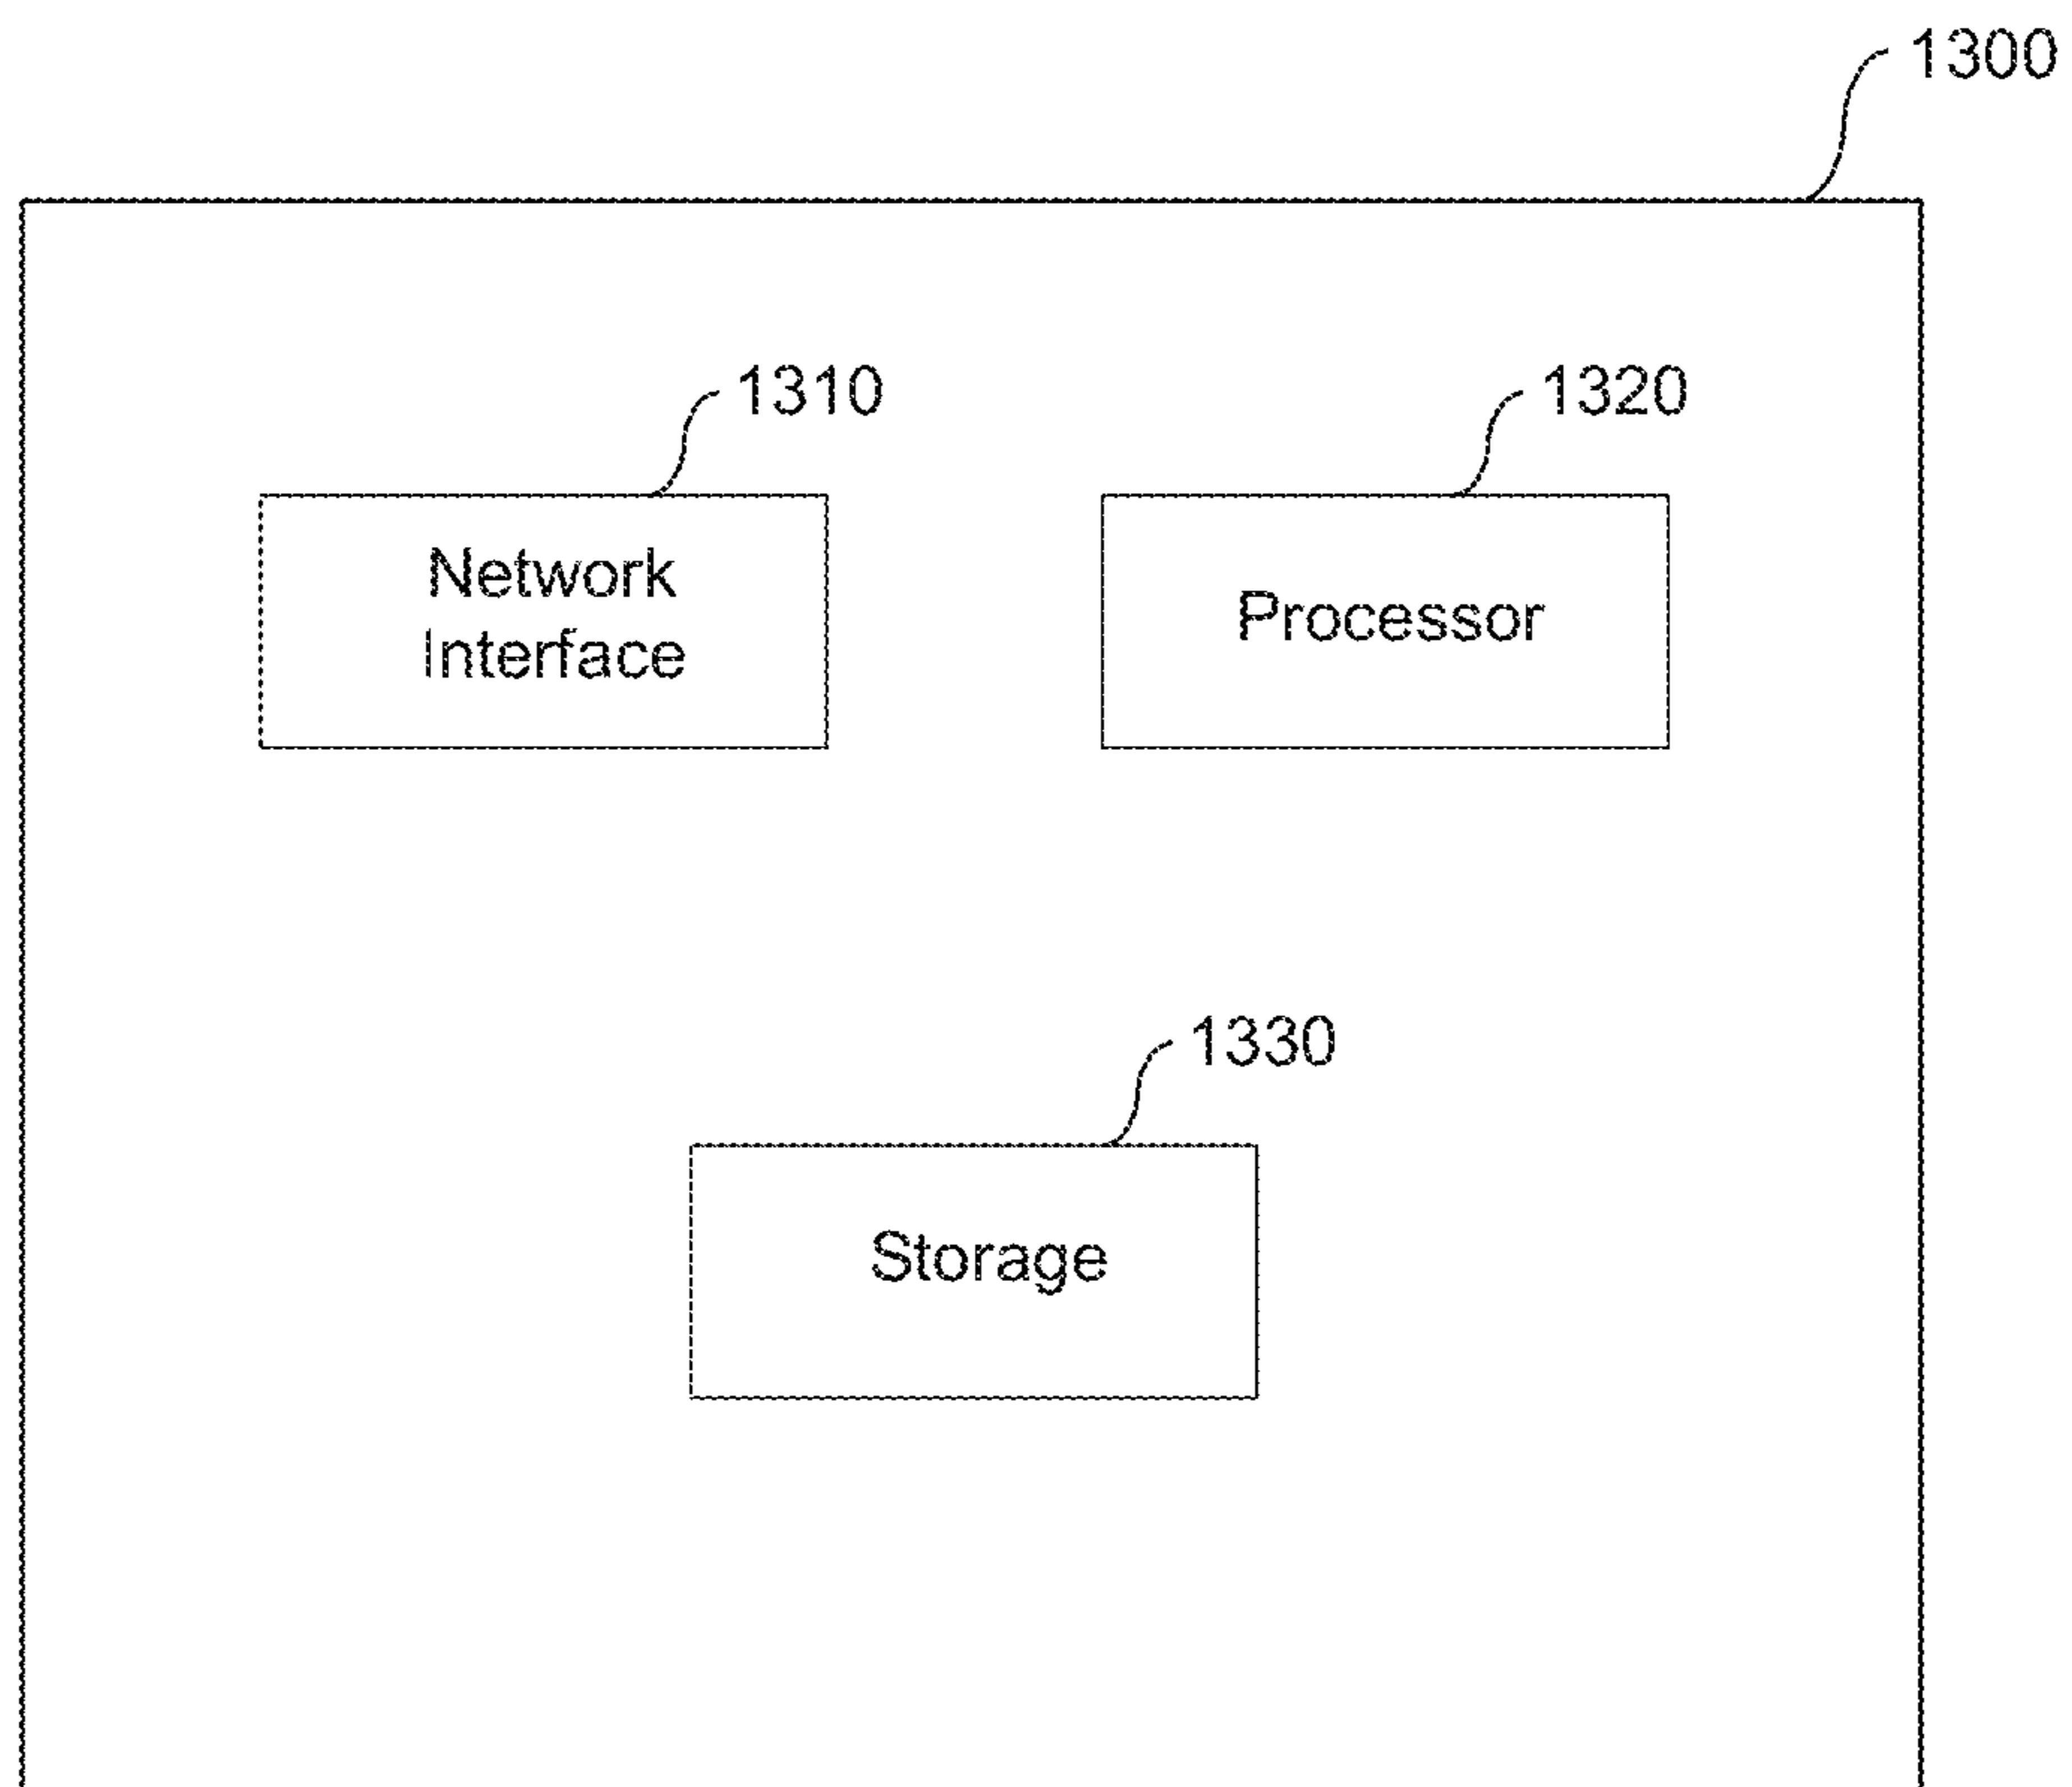 1300
1310
1320
Network
Interface
Processor
1330
Storage